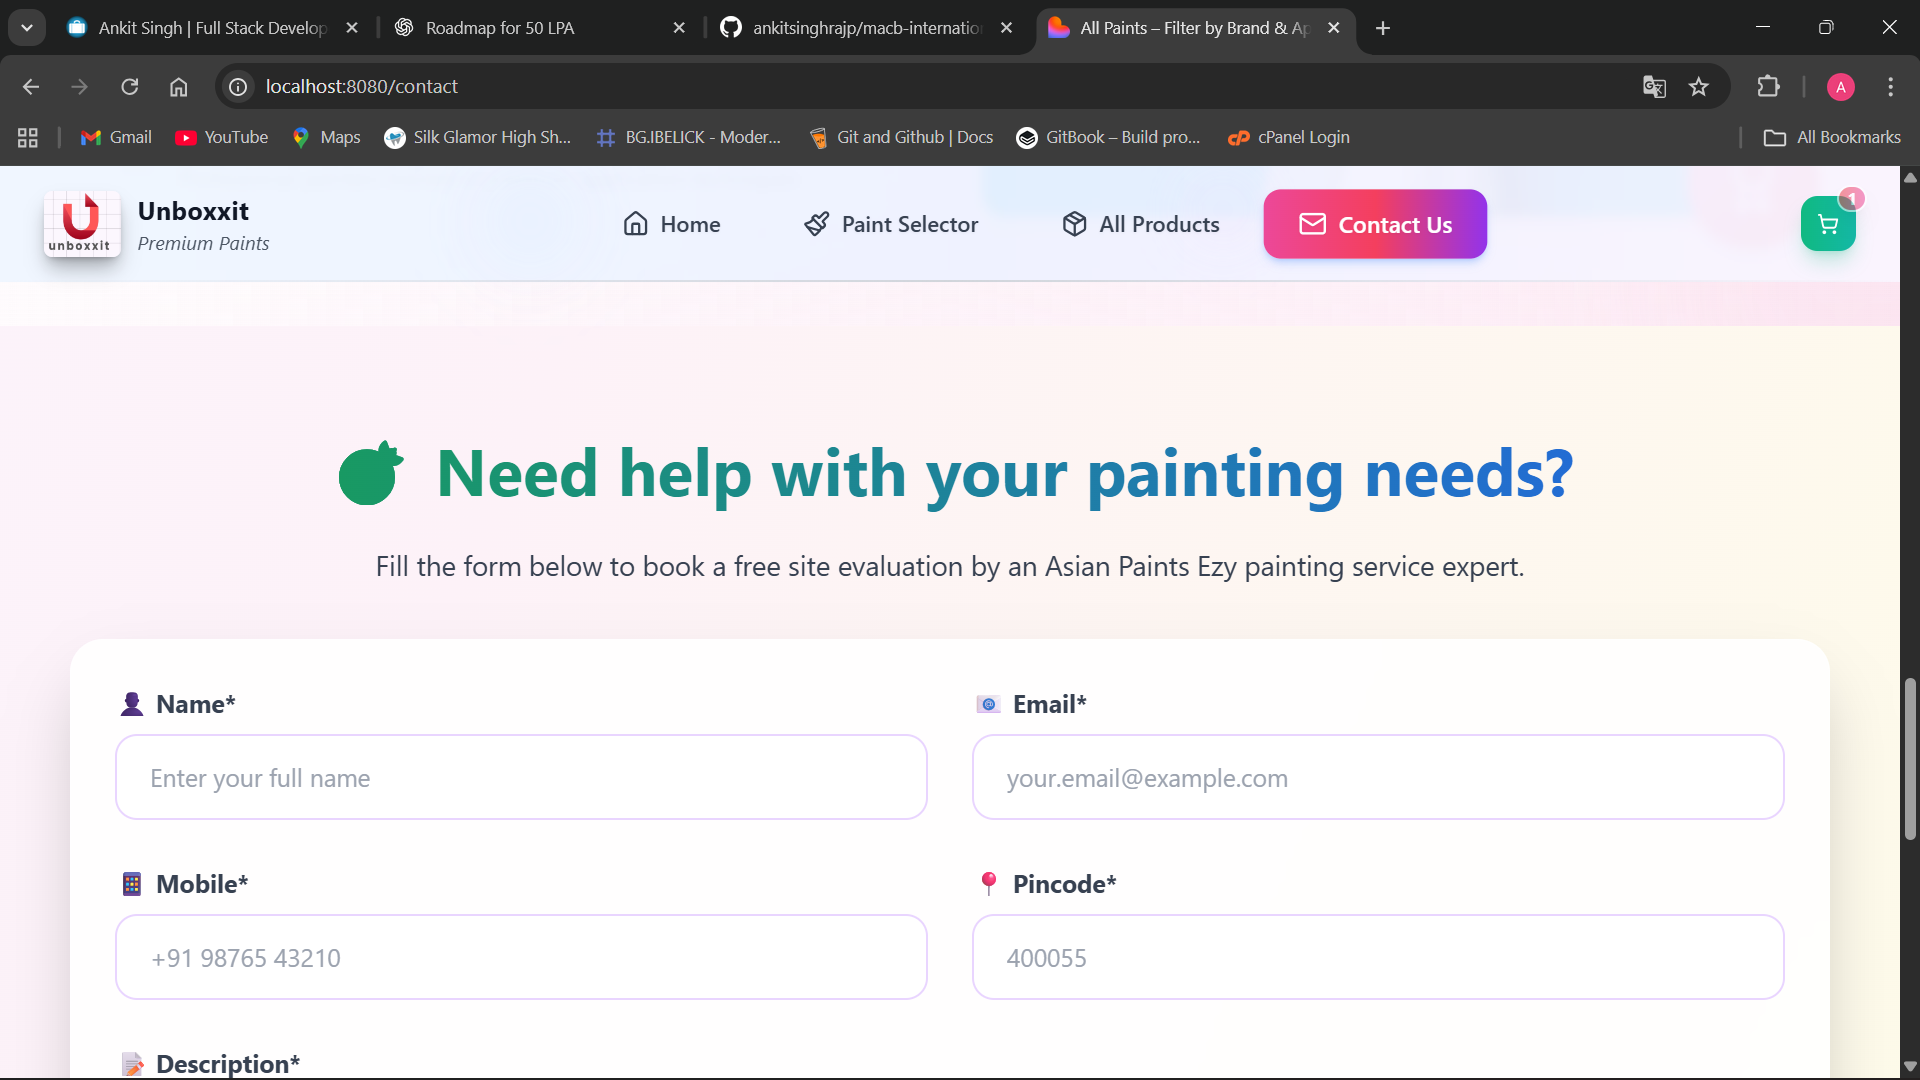 Ankit Singh | Full Stack Develop
Roadmap for 50 LPA
ankitsinghrajp/macb-internatio
All Paints – Filter by Brand & Ap
localhost:8080/contact
A
Gmail
YouTube
Maps
Silk Glamor High Sh...
BG.IBELICK - Moder...
Git and Github | Docs
GitBook – Build pro...
cPanel Login
All Bookmarks
unboxxit
Unboxxit
Premium Paints
Home
Paint Selector
All Products
Contact Us
1
Need help with your painting needs?
Fill the form below to book a free site evaluation by an Asian Paints Ezy painting service expert.
Name*
Email*
Enter your full name
your.email@example.com
Mobile*
Pincode*
+91 98765 43210
400055
Description*